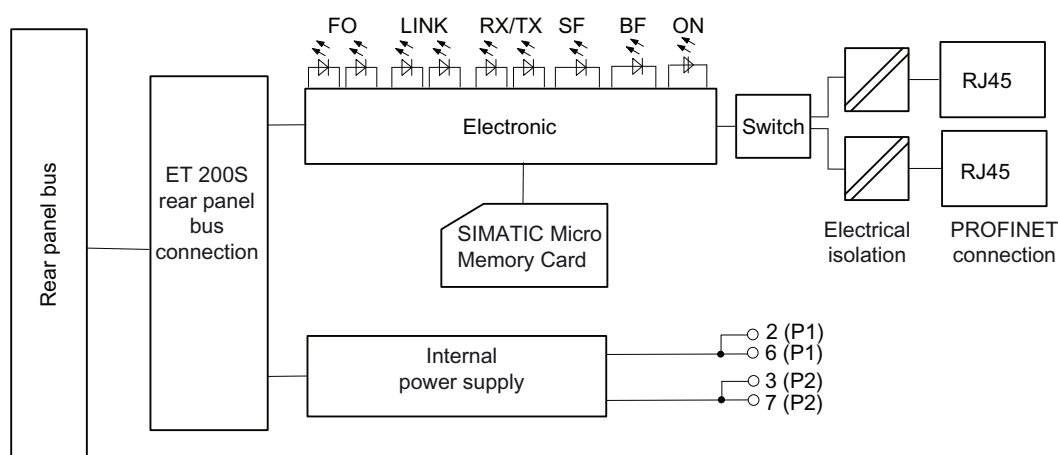 FO LINK RX/TX SF BF ON
Rear panel bus
ET 200S
rear panel
bus
connection
Electronic
Switch
RJ45
RJ45
Electrical
isolation
PROFINET
connection
SIMATIC Micro
Memory Card
Internal
power supply
2 (P1)
6 (P1)
3 (P2)
7 (P2)